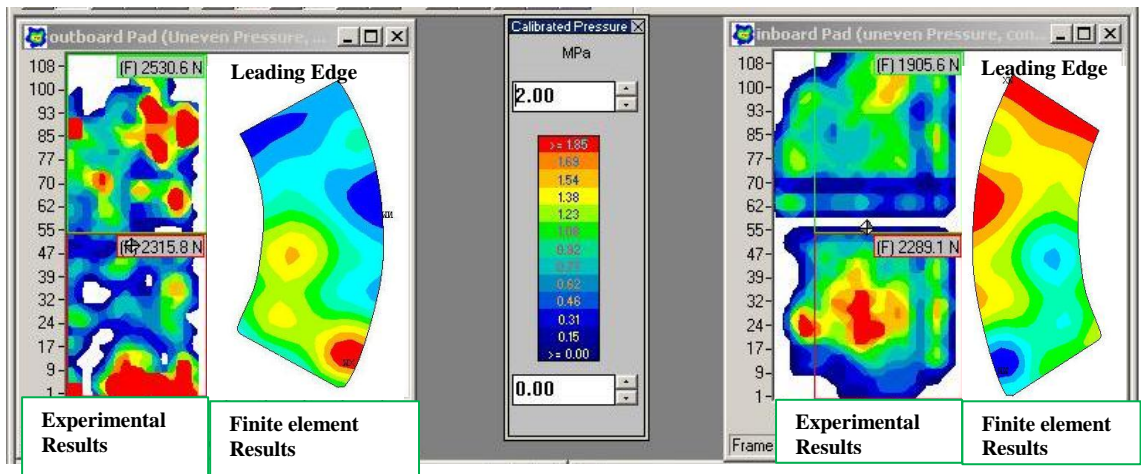 outboard Pad (Uneven Pressure, ...
108
100
93
85
77
70
62
55
47
39
32
24
17
9
1
(F) 2530.6 N
(F) 2315.8 N
Leading Edge
Experimental
Results
Finite element
Results
Calibrated Pressure
MPa
2.00
>= 1.85
1.69
1.54
1.38
1.23
1.08
0.92
0.77
0.62
0.46
0.31
0.15
>= 0.00
0.00
inboard Pad (uneven Pressure, con...
108
100
93
85
77
70
62
55
47
39
32
24
17
9
1
(F) 1905.6 N
(F) 2289.1 N
Leading Edge
Frame
Experimental
Results
Finite element
Results